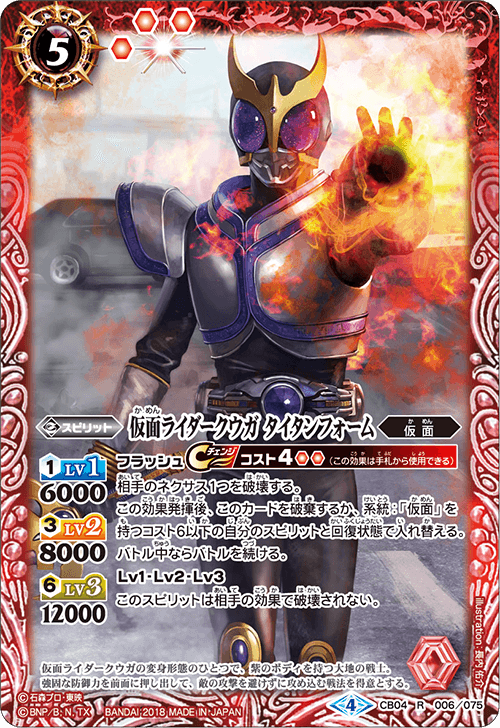 5
スピリット
仮面ライダークウガ タイタンフォーム
仮面
1 LV1 6000
フラッシュ チェンジ コスト4 (この効果は手札から使用できる)
相手のネクサス1つを破壊する。
この効果発揮後、このカードを破棄するか、系統:「仮面」を
3 LV2 8000
持つコスト6以下の自分のスピリットと回復状態で入れ替える。
バトル中ならバトルを続ける。
6 LV3 12000
Lv1・Lv2・Lv3
このスピリットは相手の効果で破壊されない。
仮面ライダークウガの変身形態のひとつで、紫のボディを持つ大地の戦士。
強固な防御力を前面に押し出して、敵の攻撃を避けずに攻め込む戦法を得意とする。
©石森プロ・東映
©BNP/B, N, TX BANDAI 2018 MADE IN JAPAN
4 CB04 R 006/075